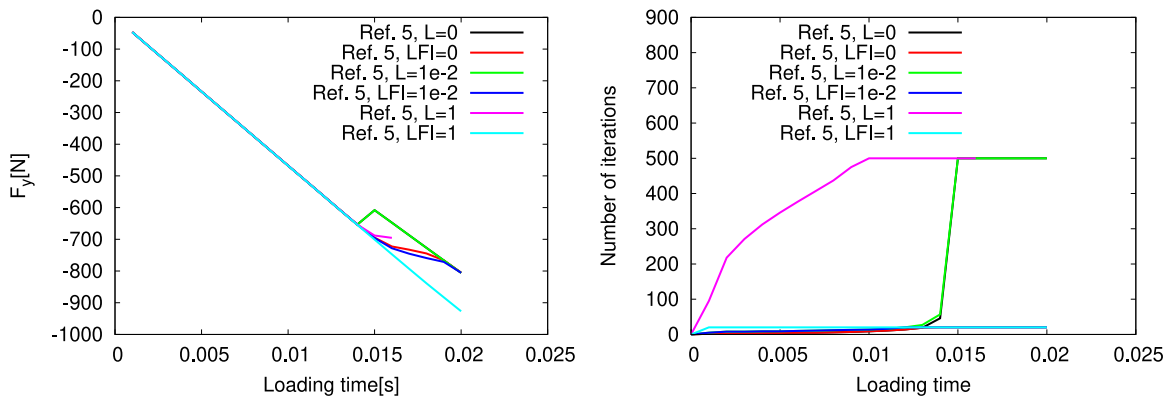 0
-100
-200
-300
-400
-500
-600
-700
-800
-900
-1000
F_y[N]
Ref. 5, L=0
Ref. 5, LFI=0
Ref. 5, L=1e-2
Ref. 5, LFI=1e-2
Ref. 5, L=1
Ref. 5, LFI=1
0 0.005 0.01 0.015 0.02 0.025
Loading time[s]
900
800
700
600
500
400
300
200
100
0
Number of iterations
Ref. 5, L=0
Ref. 5, LFI=0
Ref. 5, L=1e-2
Ref. 5, LFI=1e-2
Ref. 5, L=1
Ref. 5, LFI=1
0 0.005 0.01 0.015 0.02 0.025
Loading time